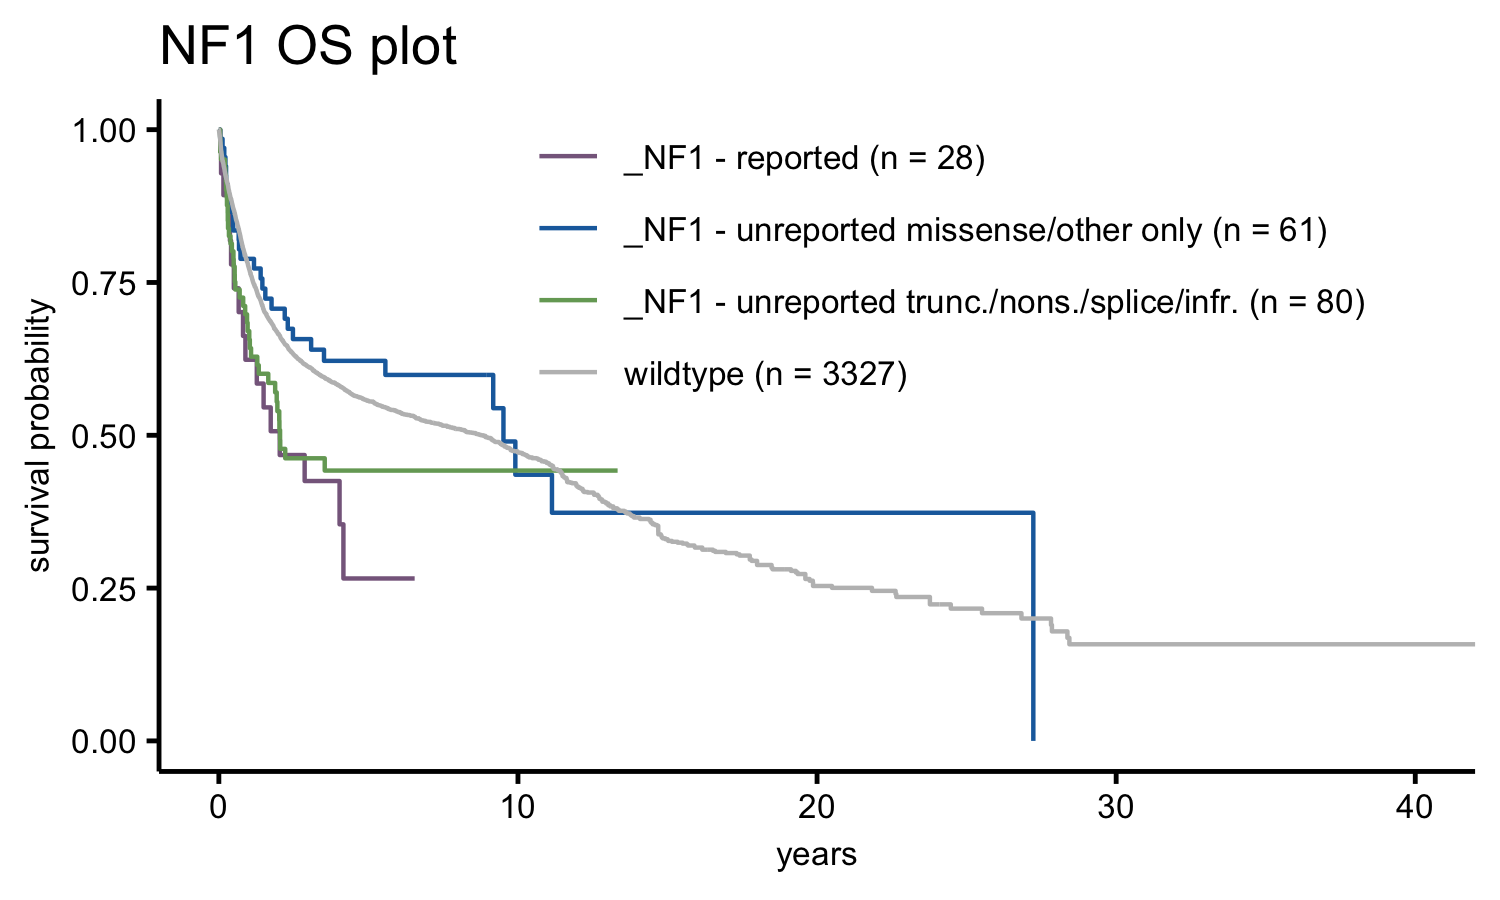 NF1 OS plot
_NF1 - reported (n = 28)
_NF1 - unreported missense/other only (n = 61)
_NF1 - unreported trunc./nons./splice/infr. (n = 80)
wildtype (n = 3327)
survival probability
1.00
0.75
0.50
0.25
0.00
0 10 20 30 40
years